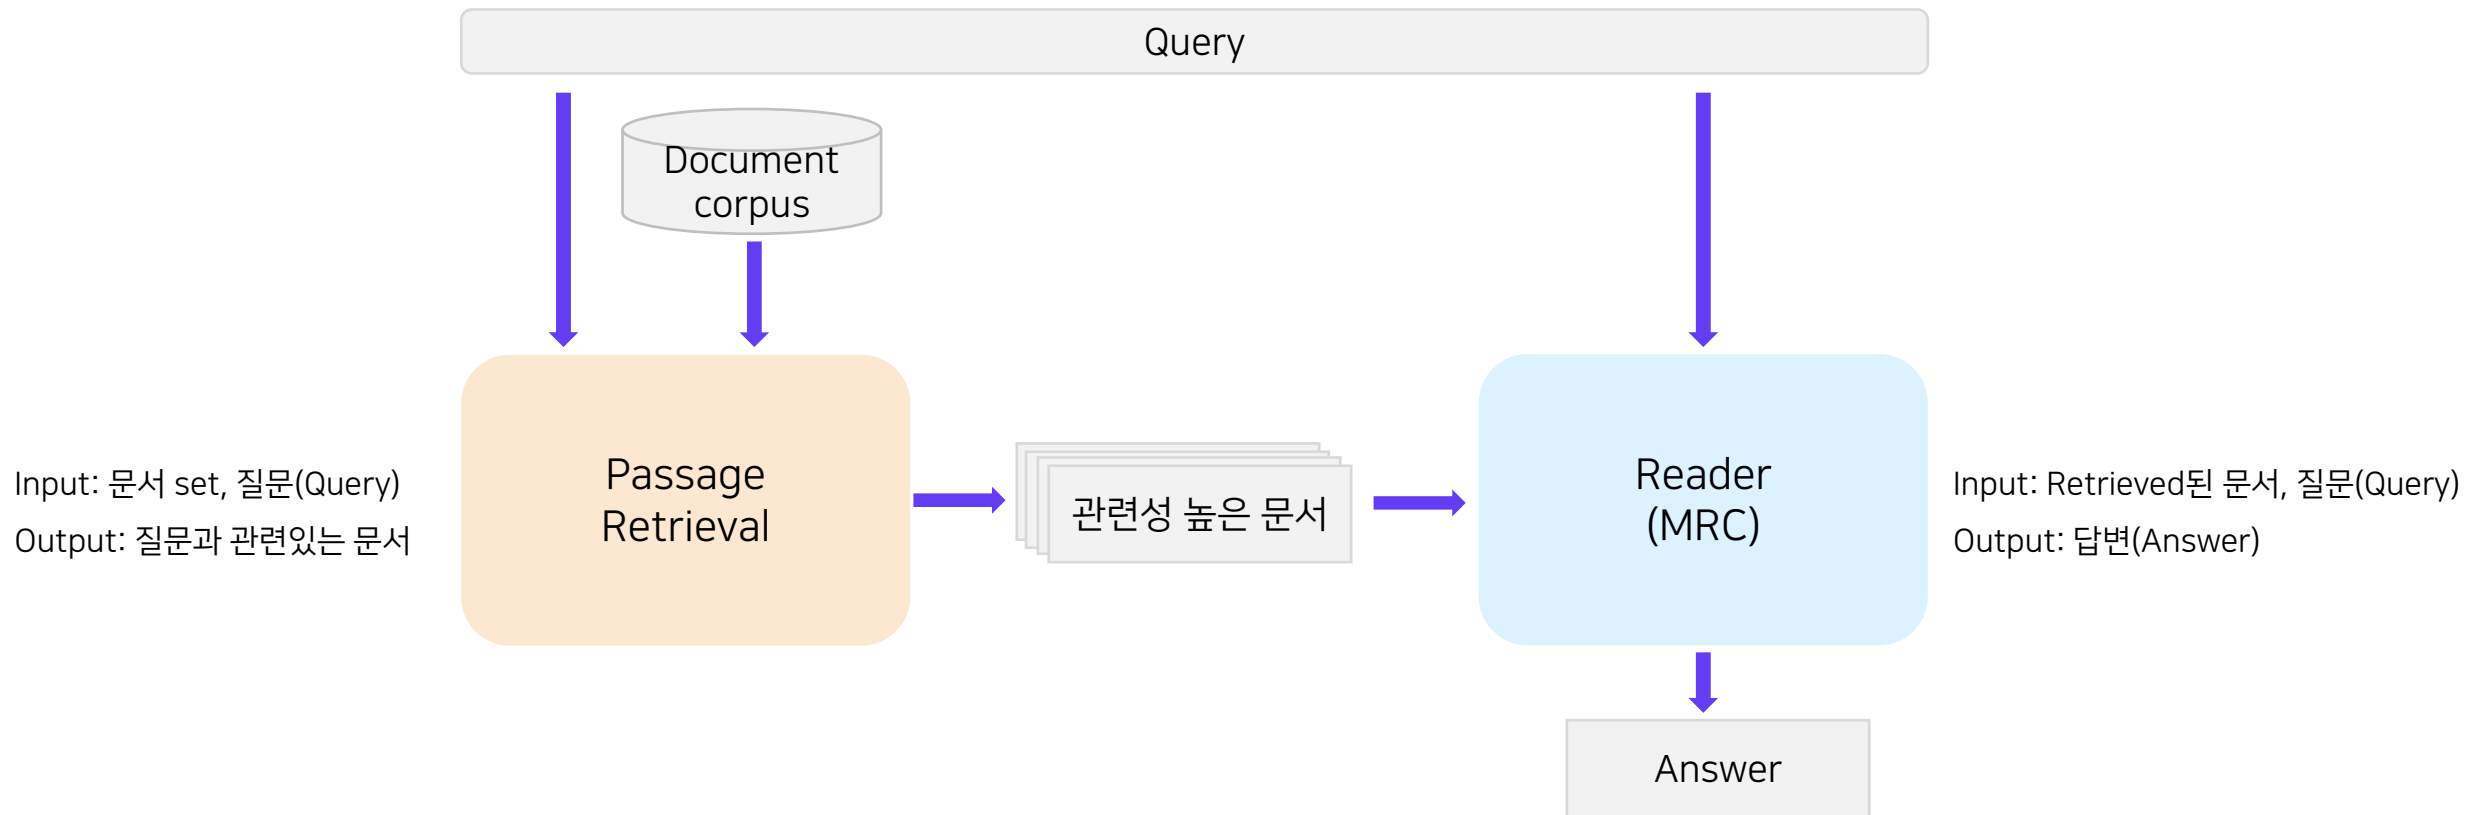 Query
Document
corpus
Input: 문서 set, 질문(Query)
Output: 질문과 관련있는 문서
Passage
Retrieval
관련성 높은 문서
Reader
(MRC)
Input: Retrieved된 문서, 질문(Query)
Output: 답변(Answer)
Answer